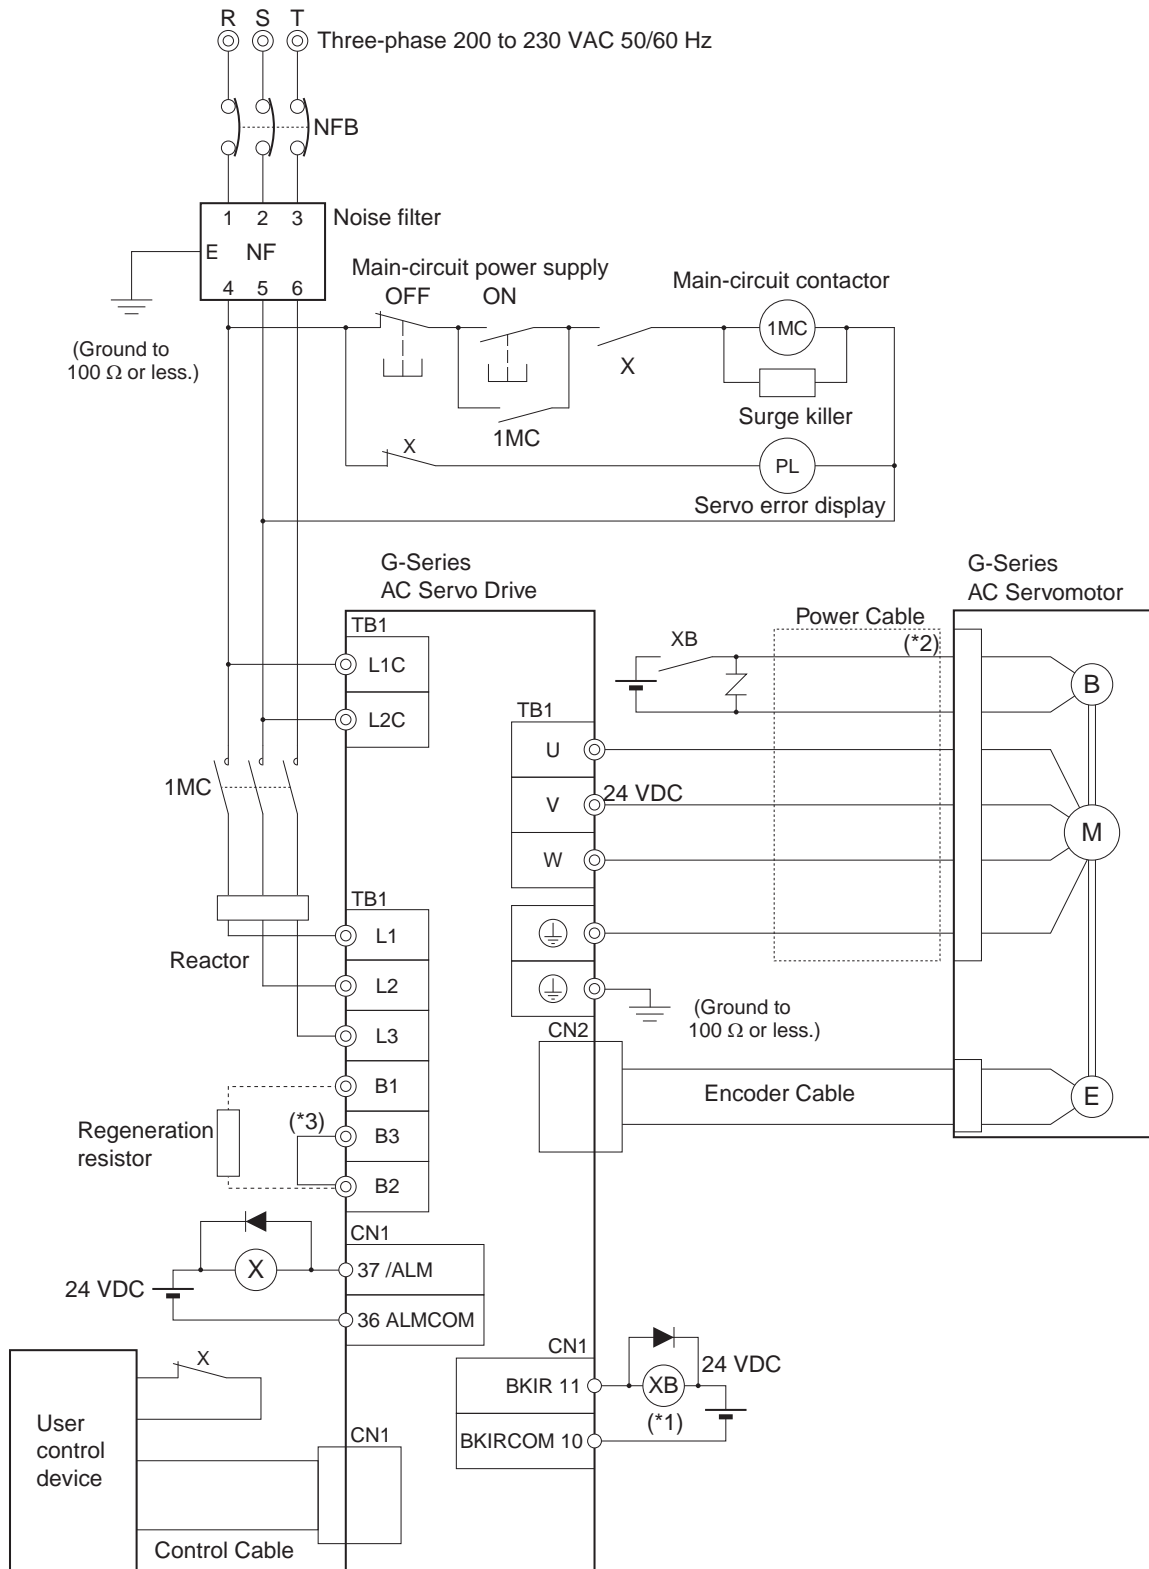 R S T
Three-phase 200 to 230 VAC 50/60 Hz
NFB
1 2 3
Noise filter
E NF
4 5 6
(Ground to
100 Ω or less.)
Main-circuit power supply
OFF ON
Main-circuit contactor
1MC
X
Surge killer
1MC
X
PL
Servo error display
G-Series
AC Servo Drive
G-Series
AC Servomotor
TB1
L1C
L2C
XB
Power Cable
(*2)
B
TB1
U
V
24 VDC
W
M
1MC
TB1
L1
Reactor
L2
L3
(Ground to
100 Ω or less.)
CN2
Encoder Cable
E
B1
(*3)
B3
B2
Regeneration
resistor
CN1
X
37 /ALM
24 VDC
36 ALMCOM
CN1
BKIR 11
XB
24 VDC
(*1)
BKIRCOM 10
X
User
control
device
CN1
Control Cable